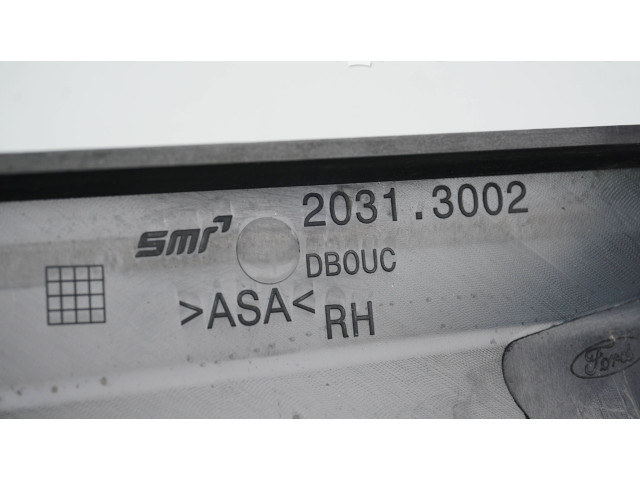 SMR 2031.3002
DB0UC
>ASA< RH
Ford